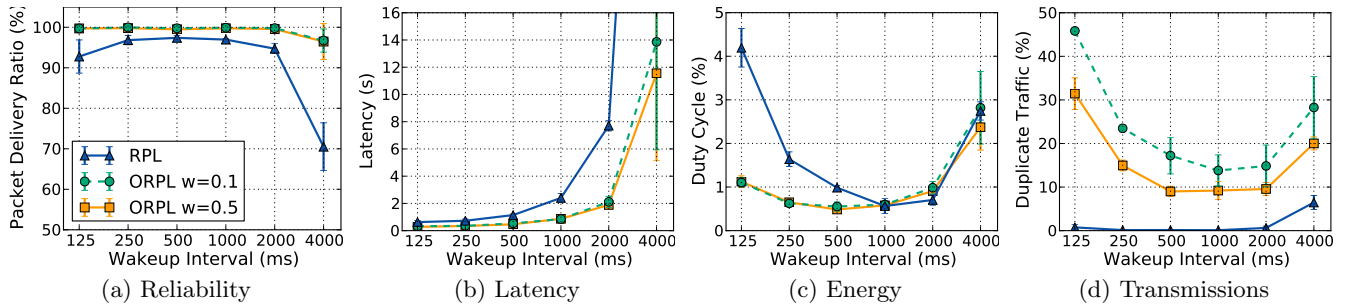 Packet Delivery Ratio (%)
100
90
80
70
60
50
RPL
ORPL w=0.1
ORPL w=0.5
125 250 500 1000 2000 4000
Wakeup Interval (ms)
(a) Reliability
Latency (s)
16
14
12
10
8
6
4
2
0
125 250 500 1000 2000 4000
Wakeup Interval (ms)
(b) Latency
Duty Cycle (%)
5
4
3
2
1
0
125 250 500 1000 2000 4000
Wakeup Interval (ms)
(c) Energy
Duplicate Traffic (%)
50
40
30
20
10
0
125 250 500 1000 2000 4000
Wakeup Interval (ms)
(d) Transmissions